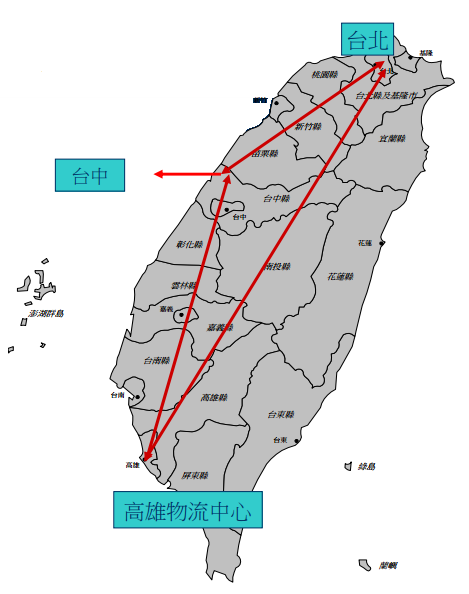 台北
基隆
桃園縣
台北縣及基隆市
新竹縣
宜蘭縣
苗栗縣
台中
台中縣
台中
彰化縣
花蓮
南投縣
花蓮縣
雲林縣
澎湖群島
嘉義
嘉義縣
台南縣
台南
高雄縣
台東縣
台東
高雄
屏東縣
綠島
高雄物流中心
蘭嶼